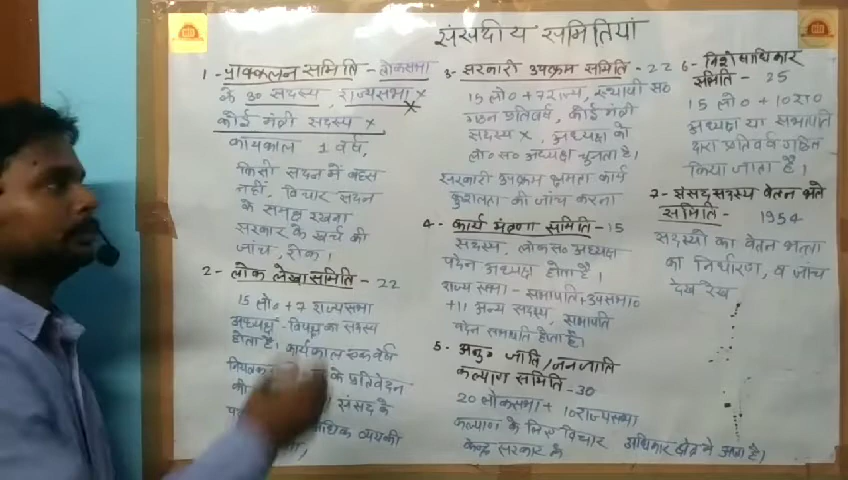 संसदीय समितियां
1 - प्राक्कलन समिति - लोकसभा
के 30 सदस्य, राज्यसभा x
कोई मंत्री सदस्य x
कार्यकाल 1 वर्ष,
किसी सदन में बहस
नहीं, विचार सदन
के समक्ष रखना
सरकार के खर्च की
जांच, रोक।
2 - लोक लेखा समिति - 22
15 लो० + 7 राज्यसभा
अध्यक्ष - विपक्ष का सदस्य
होता है। कार्यकाल एक वर्ष
के प्रतिवेदन
की
संसद के
व्यय की
3 - सरकारी उपक्रम समिति - 22
15 लो० + 7 राज्य, स्थायी स०
गठन प्रतिवर्ष, कोई मंत्री
सदस्य x, अध्यक्ष को
लो० स० अध्यक्ष चुनता है।
सरकारी उपक्रम क्षमता कार्य
कुशलता की जांच करना
4 - कार्य मंत्रणा समिति - 15
सदस्य, लोकस० अध्यक्ष
पदेन अध्यक्ष होता है।
राज्य सभा - सभापति + उपसभा०
+ 11 अन्य सदस्य, सभापति
पदेन सभापति होता है।
5 - अनु० जाति / जनजाति
कल्याण समिति - 30
20 लोकसभा + 10 राज्यसभा
कल्याण के लिए विचार
केन्द्र सरकार के अधिकार क्षेत्र में आता है।
6 - विशेषाधिकार
समिति - 25
15 लो० + 10 रा०
अध्यक्ष या सभापति
द्वारा प्रतिवर्ष गठित
किया जाता है।
7 - संसद सदस्य वेतन भत्ते
समिति - 1954
सदस्यों का वेतन भत्ता
का निर्धारण, व जांच
देख रेख